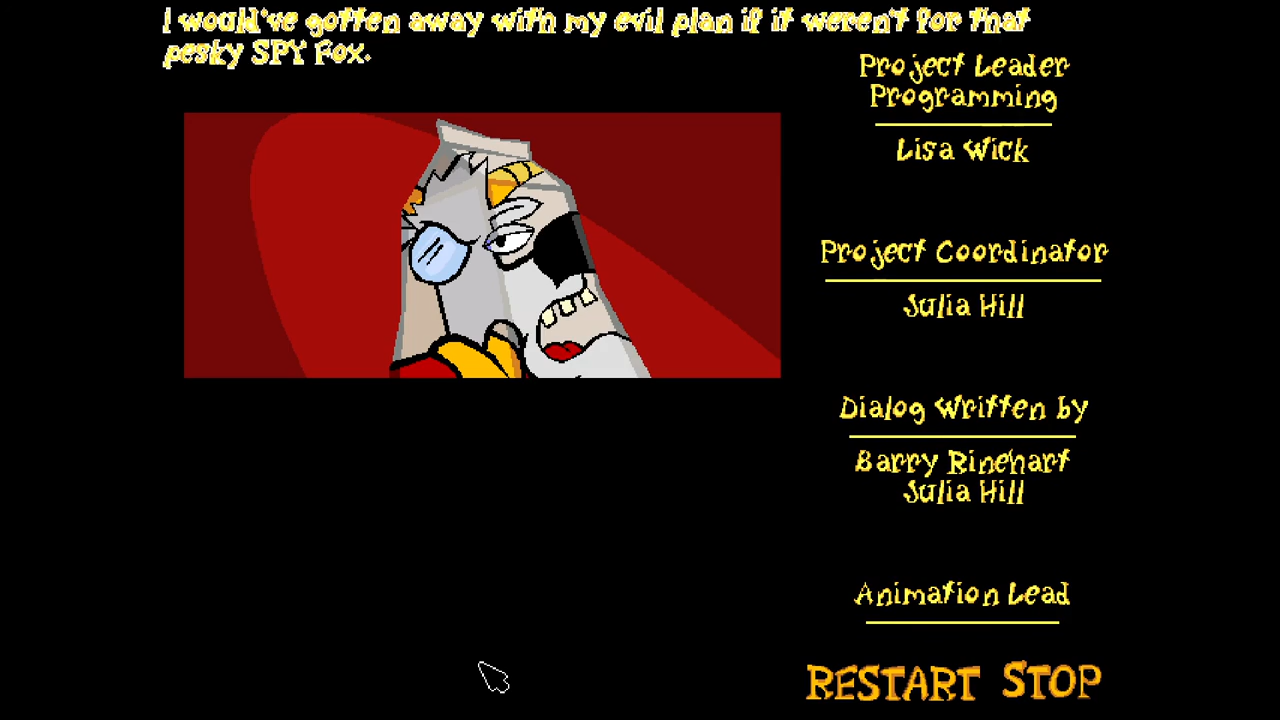 I would've gotten away with my evil plan if it weren't for that
pesky SPY Fox.
Project Leader
Programming
Lisa Wick
Project Coordinator
Julia Hill
Dialog Written by
Barry Rinehart
Julia Hill
Animation Lead
RESTART STOP